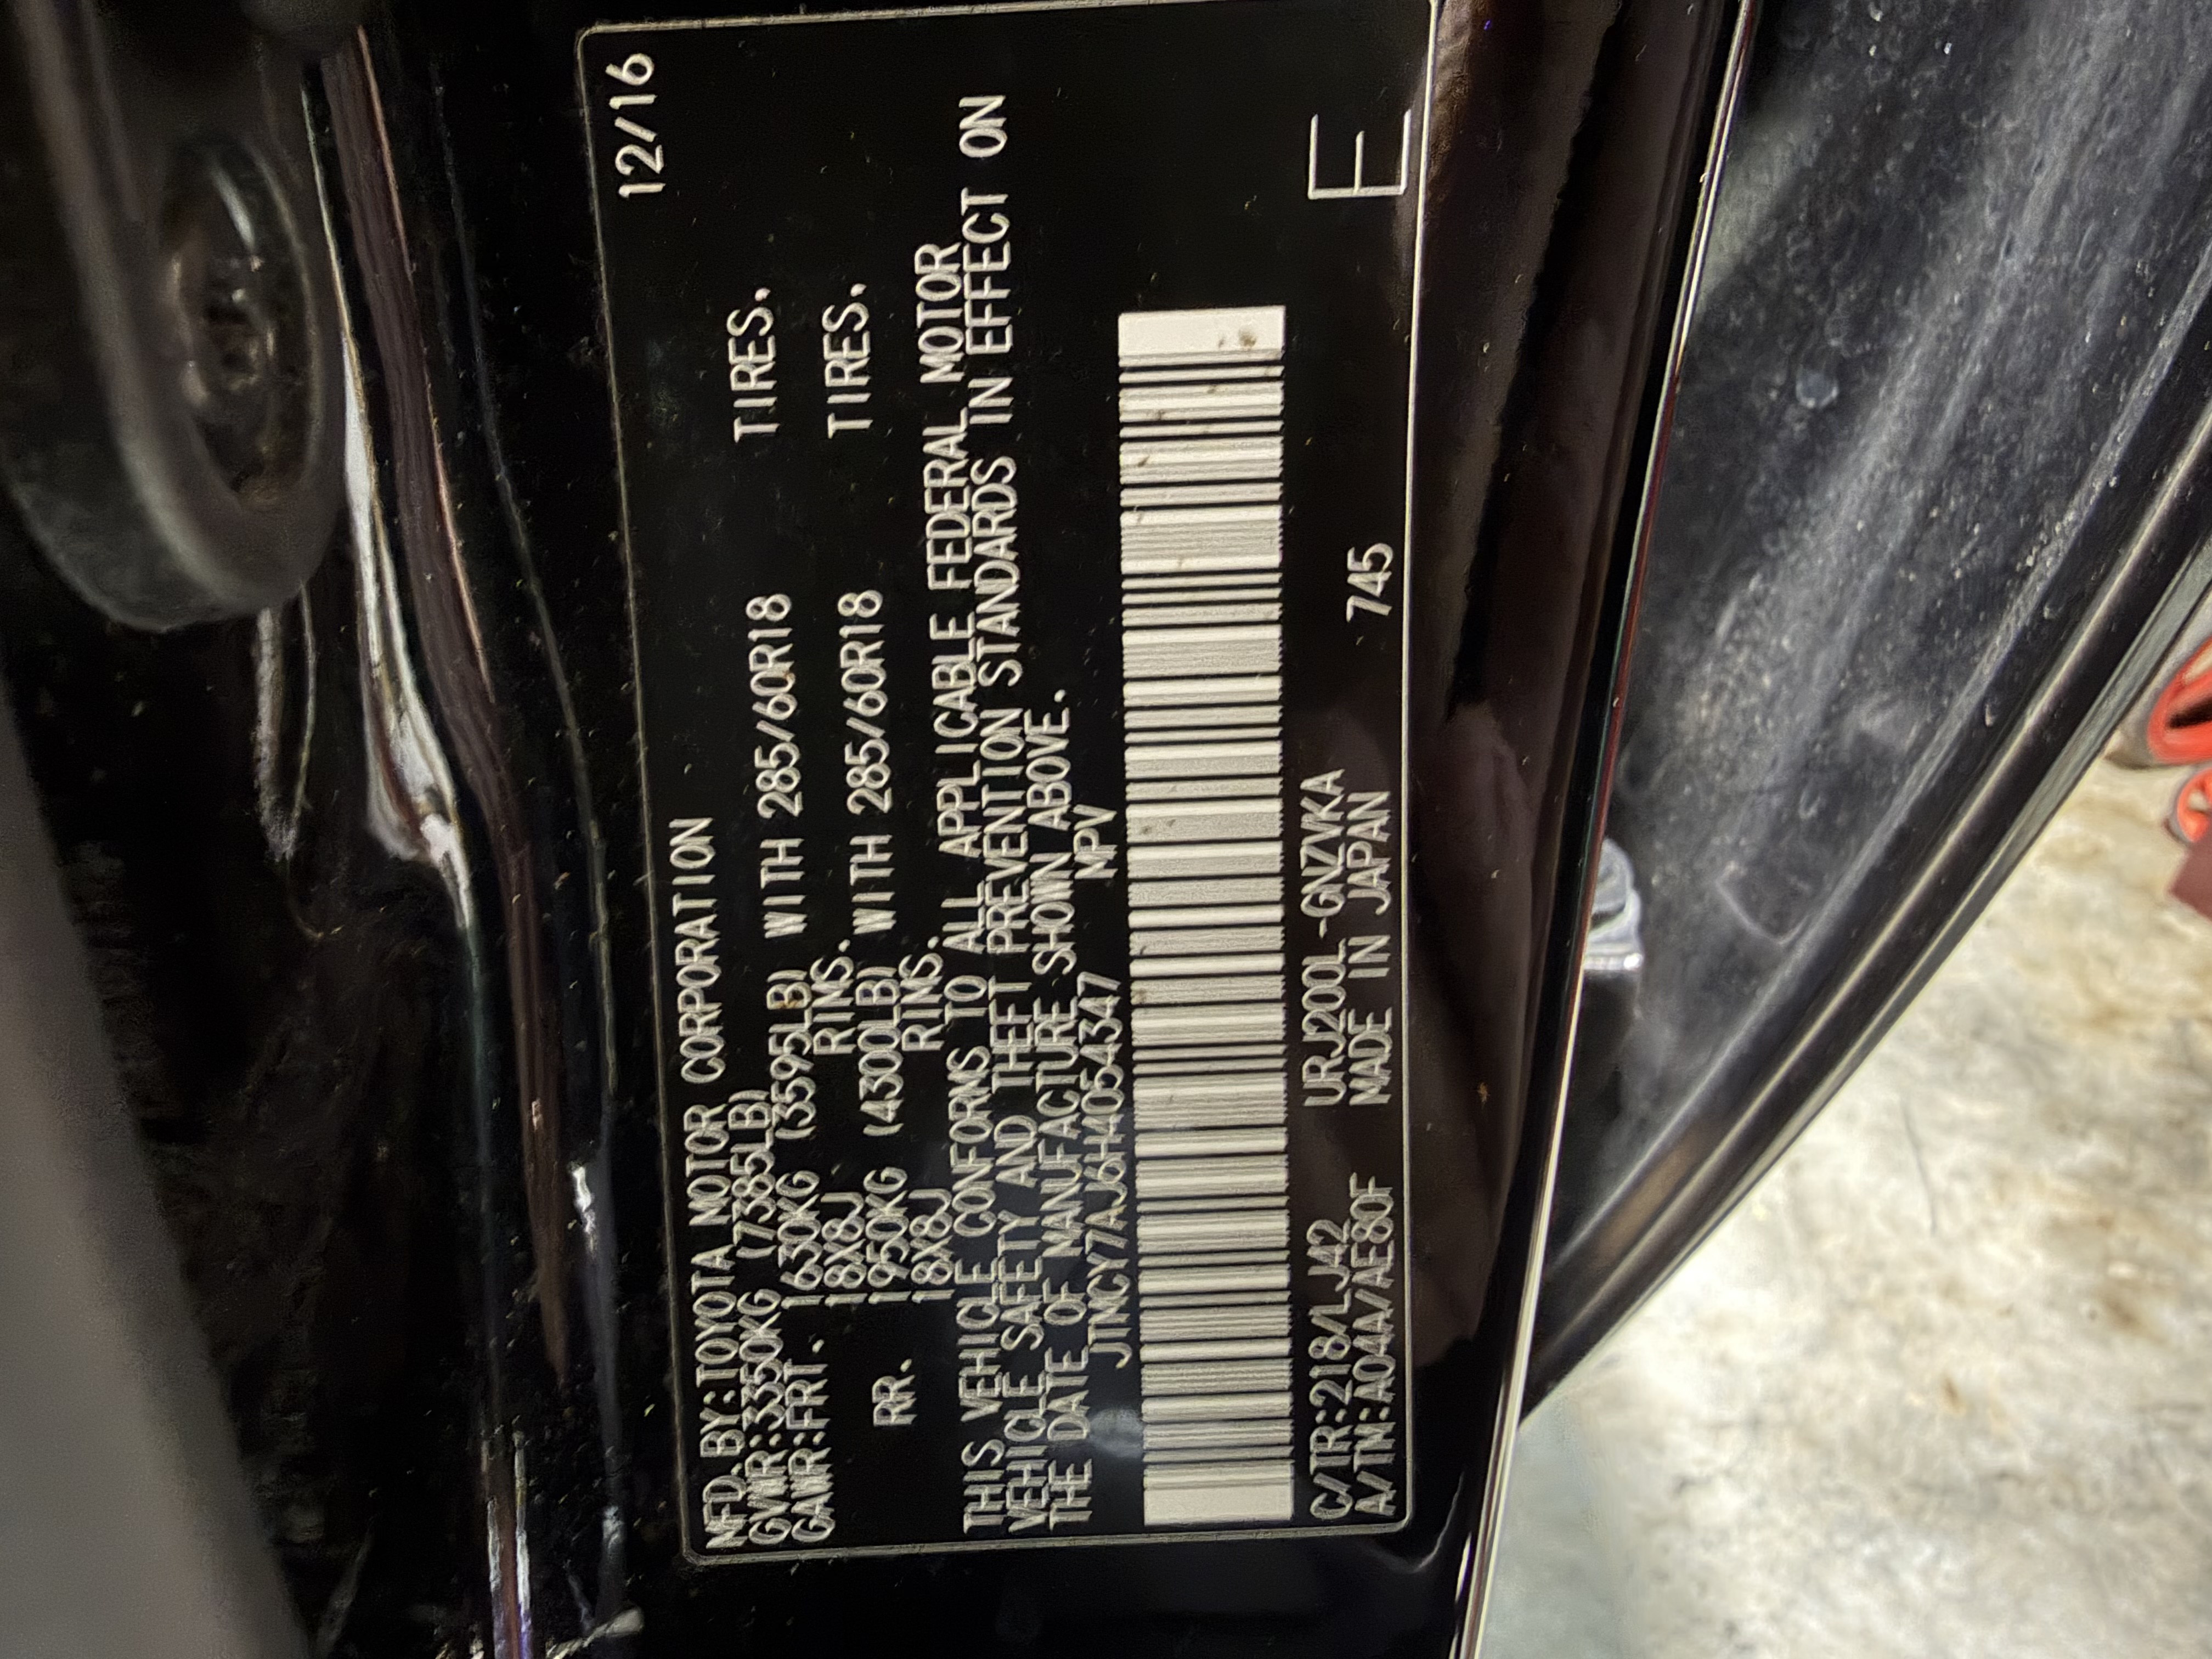 MFD.BY:TOYOTA MOTOR CORPORATION 12/16
GVWR:3350KG (7385LB)
GAWR:FRT. 1630KG (3595LB) WITH 285/60R18 TIRES.
18X8J RIMS.
RR. 1950KG (4300LB) WITH 285/60R18 TIRES.
18X8J RIMS.
THIS VEHICLE CONFORMS TO ALL APPLICABLE FEDERAL MOTOR
VEHICLE SAFETY AND THEFT PREVENTION STANDARDS IN EFFECT ON
THE DATE OF MANUFACTURE SHOWN ABOVE.
JTMCY7AJ6H4054347 MPV
C/TR:218/LJ42 URJ200L-GNZVKA E
A/TM:A04A/AE80F MADE IN JAPAN 745